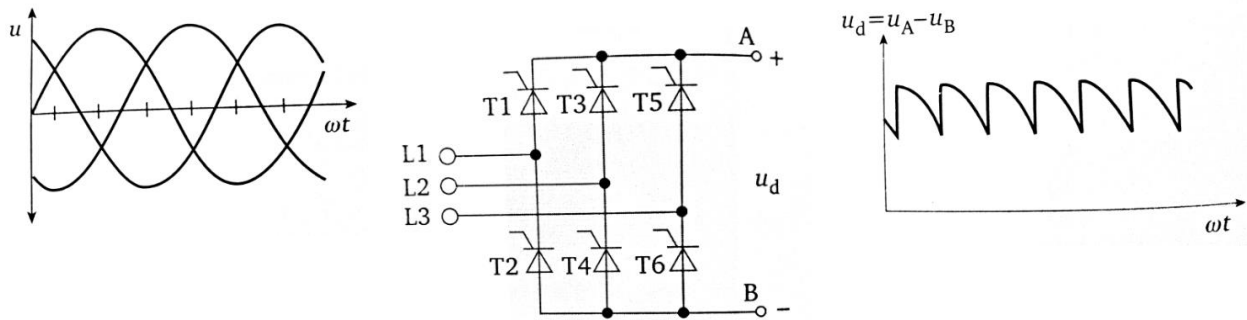 u
ωt
T1
T3
T5
L1
L2
L3
T2
T4
T6
A
+
u_d
B
−
u_d=u_A−u_B
ωt